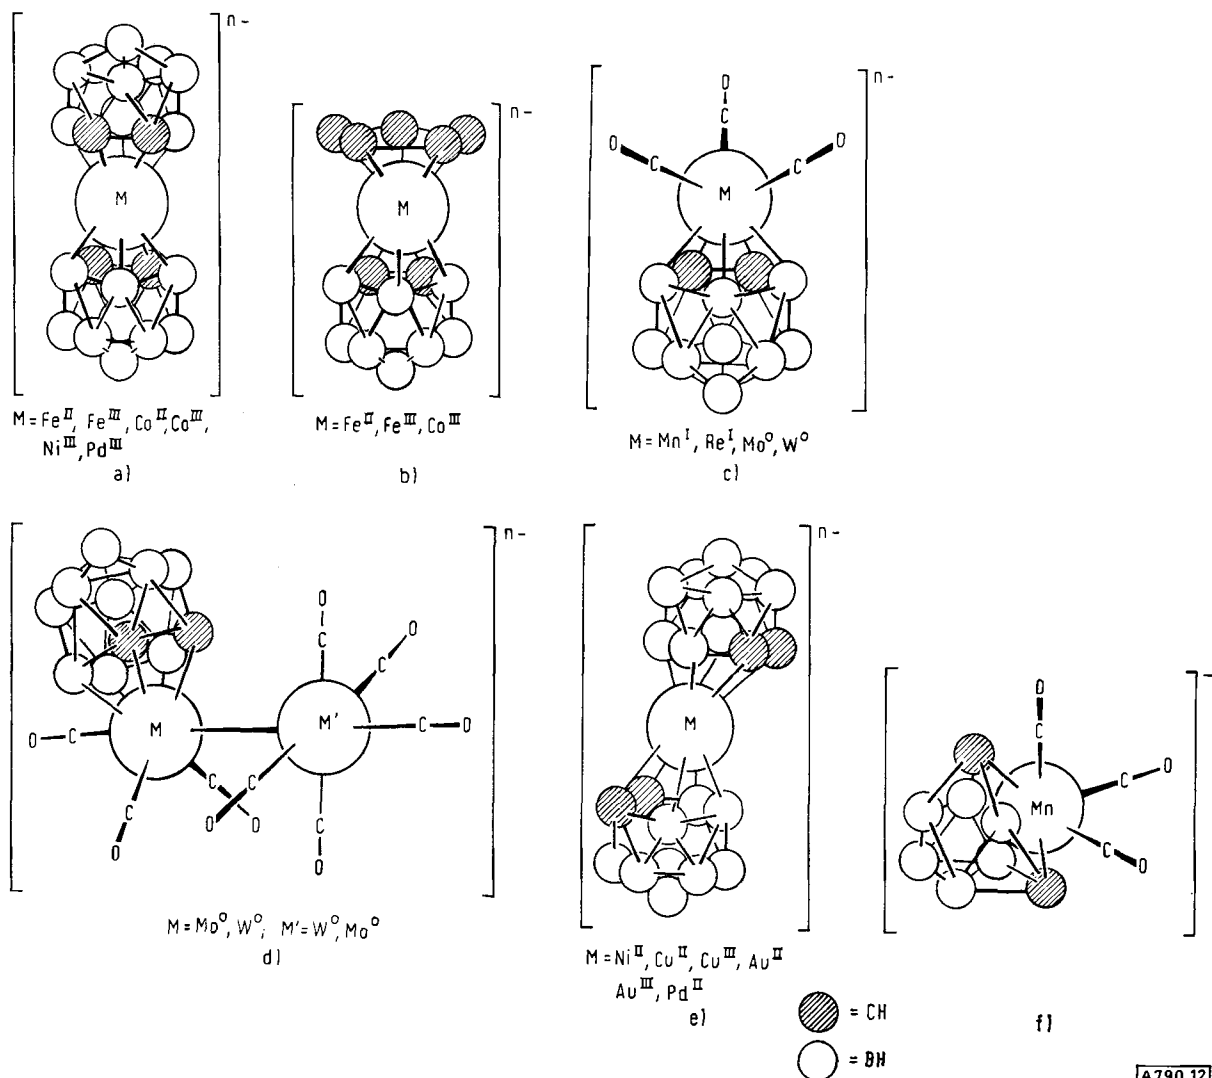 n-
M
M=Fe^II, Fe^III, Co^II, Co^III,
Ni^III, Pd^III
a)
n-
M
M=Fe^II, Fe^III, Co^III
b)
n-
O
C
O C
C O
M
M=Mn^I, Re^I, Mo^0, W^0
c)
n-
O
C
O
C
O C
M
M'
C O
C
C
C
O
O
O
C
O
M=Mo^0, W^0; M'=W^0, Mo^0
d)
n-
M
M=Ni^II, Cu^II, Cu^III, Au^II
Au^III, Pd^II
e)
-
O
C
C O
Mn
C O
f)
= CH
= BH
A790.12